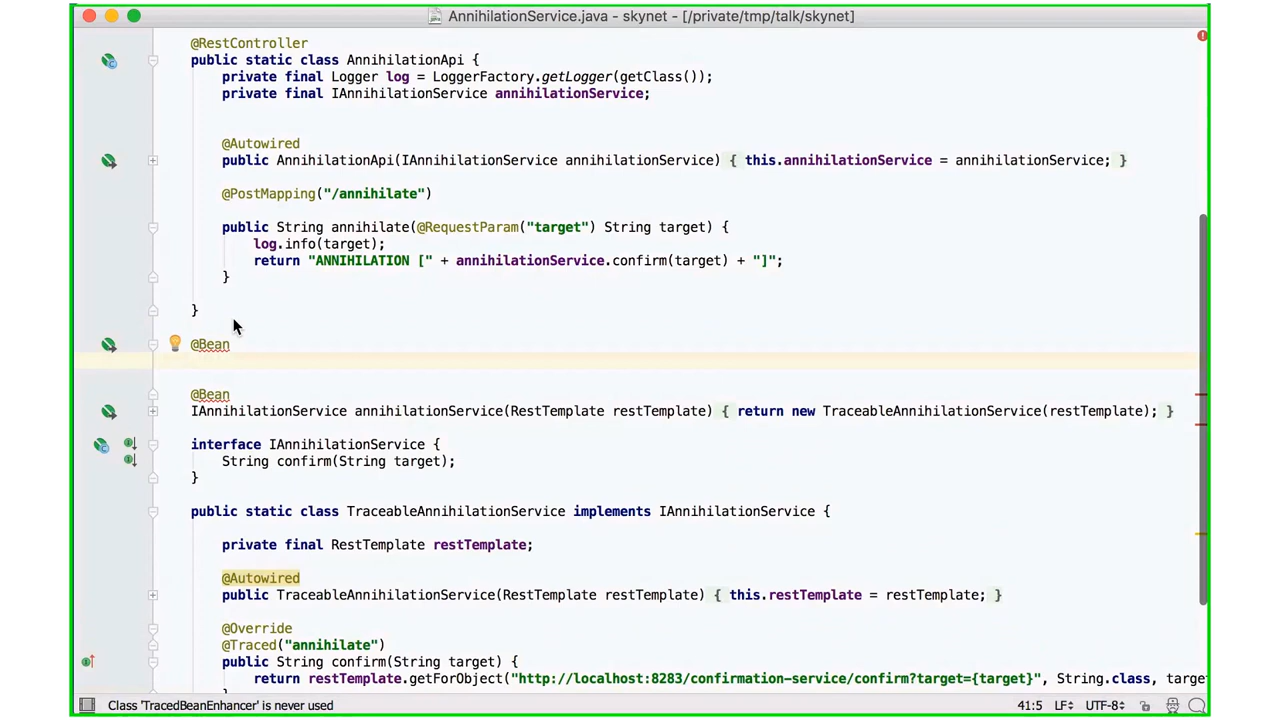 AnnihilationService.java - skynet - [/private/tmp/talk/skynet]
@RestController
public static class AnnihilationApi {
private final Logger log = LoggerFactory.getLogger(getClass());
private final IAnnihilationService annihilationService;
@Autowired
public AnnihilationApi(IAnnihilationService annihilationService) { this.annihilationService = annihilationService; }
@PostMapping("/annihilate")
public String annihilate(@RequestParam("target") String target) {
log.info(target);
return "ANNIHILATION [" + annihilationService.confirm(target) + "]";
}
}
@Bean
@Bean
IAnnihilationService annihilationService(RestTemplate restTemplate) { return new TraceableAnnihilationService(restTemplate); }
interface IAnnihilationService {
String confirm(String target);
}
public static class TraceableAnnihilationService implements IAnnihilationService {
private final RestTemplate restTemplate;
@Autowired
public TraceableAnnihilationService(RestTemplate restTemplate) { this.restTemplate = restTemplate; }
@Override
@Traced("annihilate")
public String confirm(String target) {
return restTemplate.getForObject("http://localhost:8283/confirmation-service/confirm?target={target}", String.class, target
}
Class 'TracedBeanEnhancer' is never used
41:5 LF UTF-8